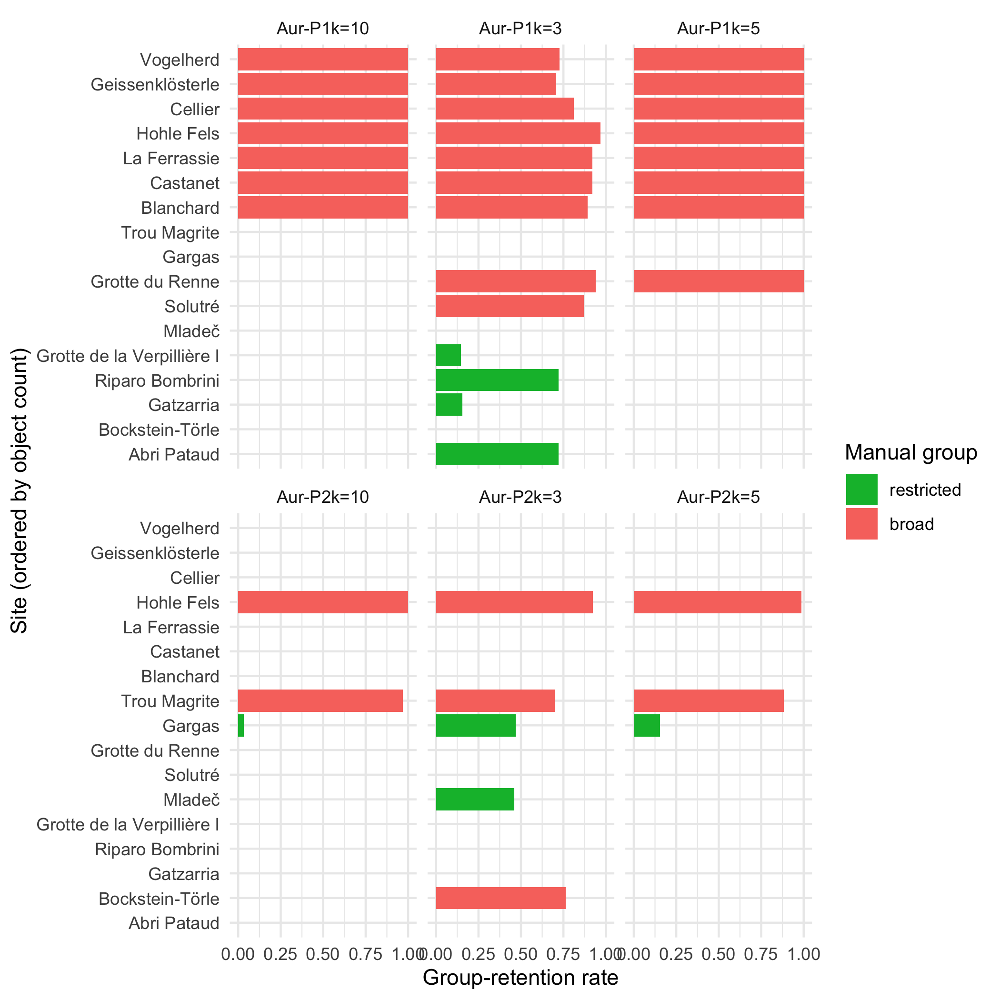 Aur-P1k=10
Aur-P1k=3
Aur-P1k=5
Vogelherd
Geissenklösterle
Cellier
Hohle Fels
La Ferrassie
Castanet
Blanchard
Trou Magrite
Gargas
Grotte du Renne
Solutré
Mladeč
Grotte de la Verpillière I
Riparo Bombrini
Gatzarria
Bockstein-Törle
Abri Pataud
Site (ordered by object count)
Aur-P2k=10
Aur-P2k=3
Aur-P2k=5
Vogelherd
Geissenklösterle
Cellier
Hohle Fels
La Ferrassie
Castanet
Blanchard
Trou Magrite
Gargas
Grotte du Renne
Solutré
Mladeč
Grotte de la Verpillière I
Riparo Bombrini
Gatzarria
Bockstein-Törle
Abri Pataud
0.00 0.25 0.50 0.75 1.00
0.00 0.25 0.50 0.75 1.00
0.00 0.25 0.50 0.75 1.00
Group-retention rate
Manual group
restricted
broad